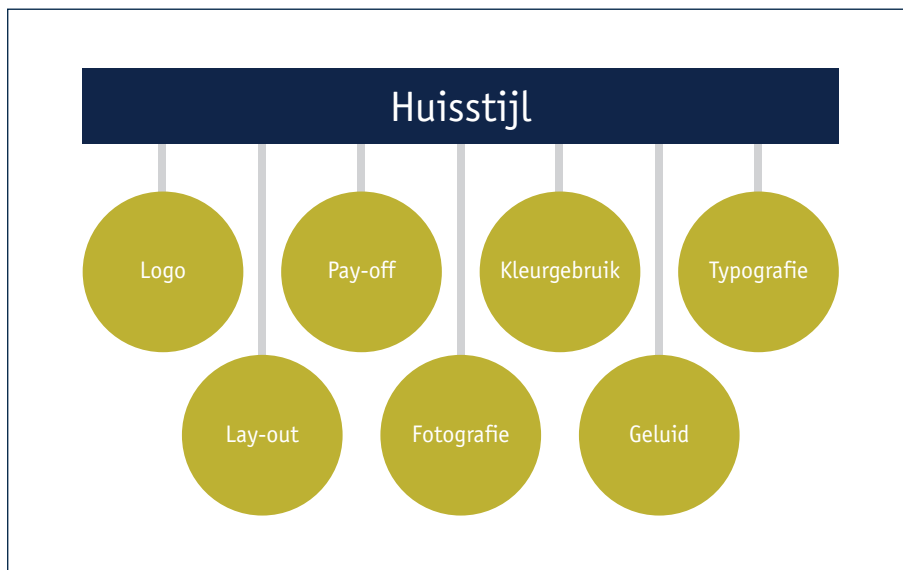 Huisstijl
Logo
Pay-off
Kleurgebruik
Typografie
Lay-out
Fotografie
Geluid